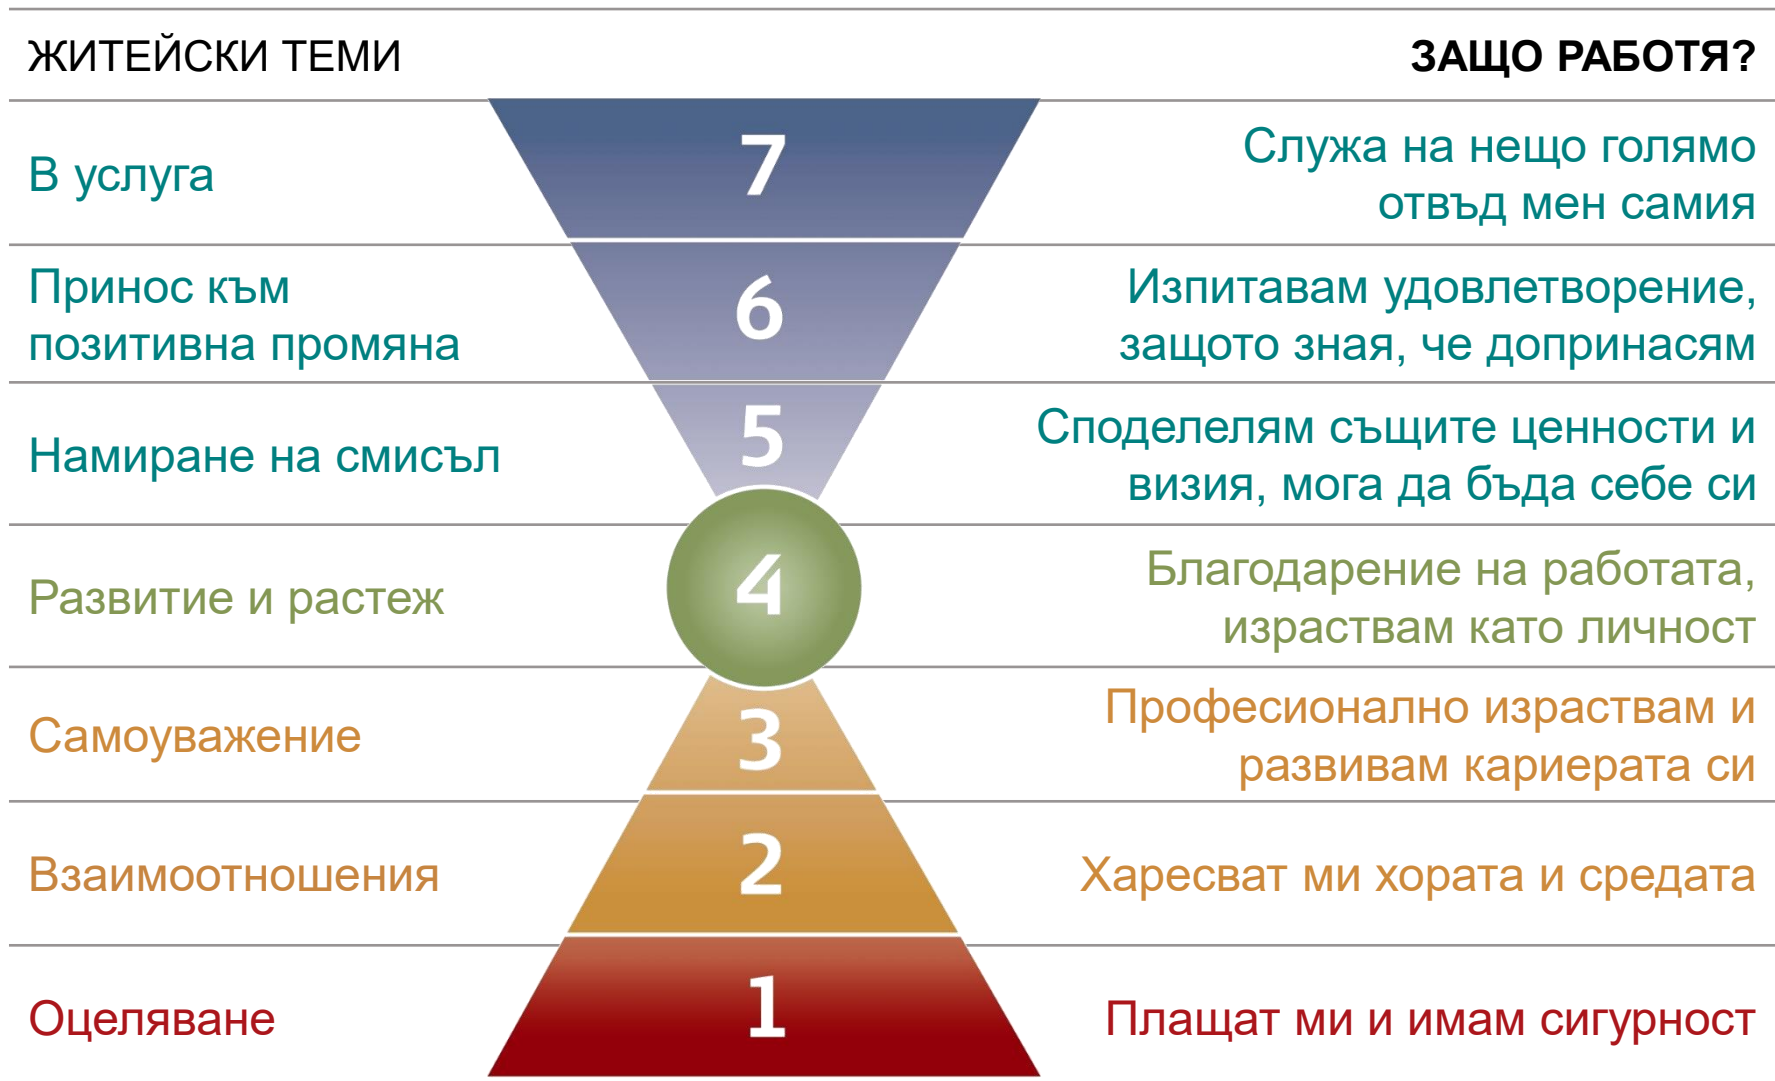 ЖИТЕЙСКИ ТЕМИ
ЗАЩО РАБОТЯ?
В услуга
7
Служа на нещо голямо
отвъд мен самия
Принос към
позитивна промяна
6
Изпитавам удовлетворение,
защото зная, че допринасям
Намиране на смисъл
5
Споделелям същите ценности и
визия, мога да бъда себе си
Развитие и растеж
4
Благодарение на работата,
израствам като личност
Самоуважение
3
Професионално израствам и
развивам кариерата си
Взаимоотношения
2
Харесват ми хората и средата
Оцеляване
1
Плащат ми и имам сигурност